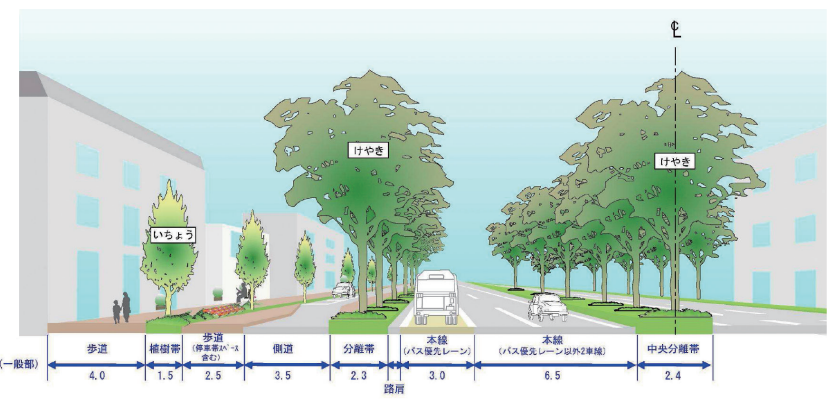 ℄
けやき
けやき
いちょう
歩道
植樹帯
歩道
(停車帯スペース
含む)
側道
分離帯
本線
(バス優先レーン)
本線
(バス優先レーン以外2車線)
中央分離帯
(一般部)
4.0
1.5
2.5
3.5
2.3
3.0
6.5
2.4
路肩